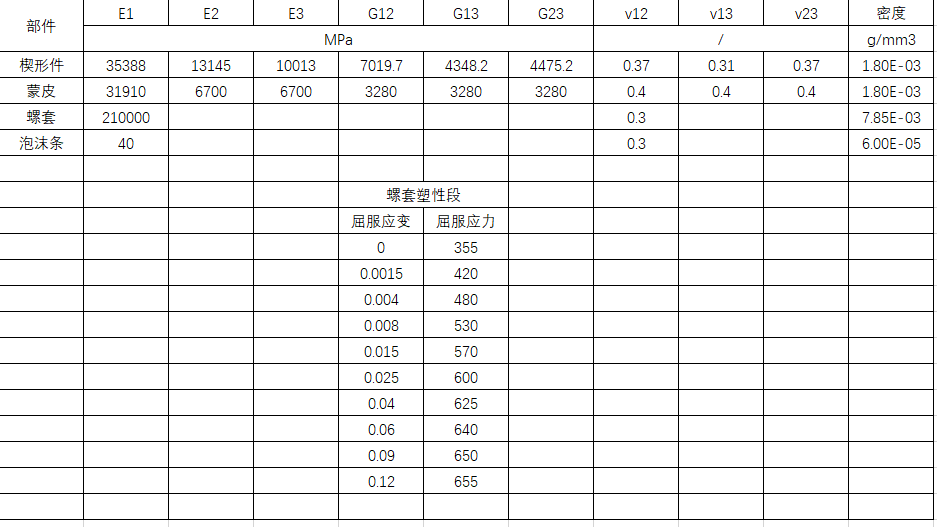 部件 E1 E2 E3 G12 G13 G23 v12 v13 v23 密度
MPa / g/mm3
楔形件 35388 13145 10013 7019.7 4348.2 4475.2 0.37 0.31 0.37 1.80E-03
蒙皮 31910 6700 6700 3280 3280 3280 0.4 0.4 0.4 1.80E-03
螺套 210000 0.3 7.85E-03
泡沫条 40 0.3 6.00E-05
螺套塑性段
屈服应变 屈服应力
0 355
0.0015 420
0.004 480
0.008 530
0.015 570
0.025 600
0.04 625
0.06 640
0.09 650
0.12 655